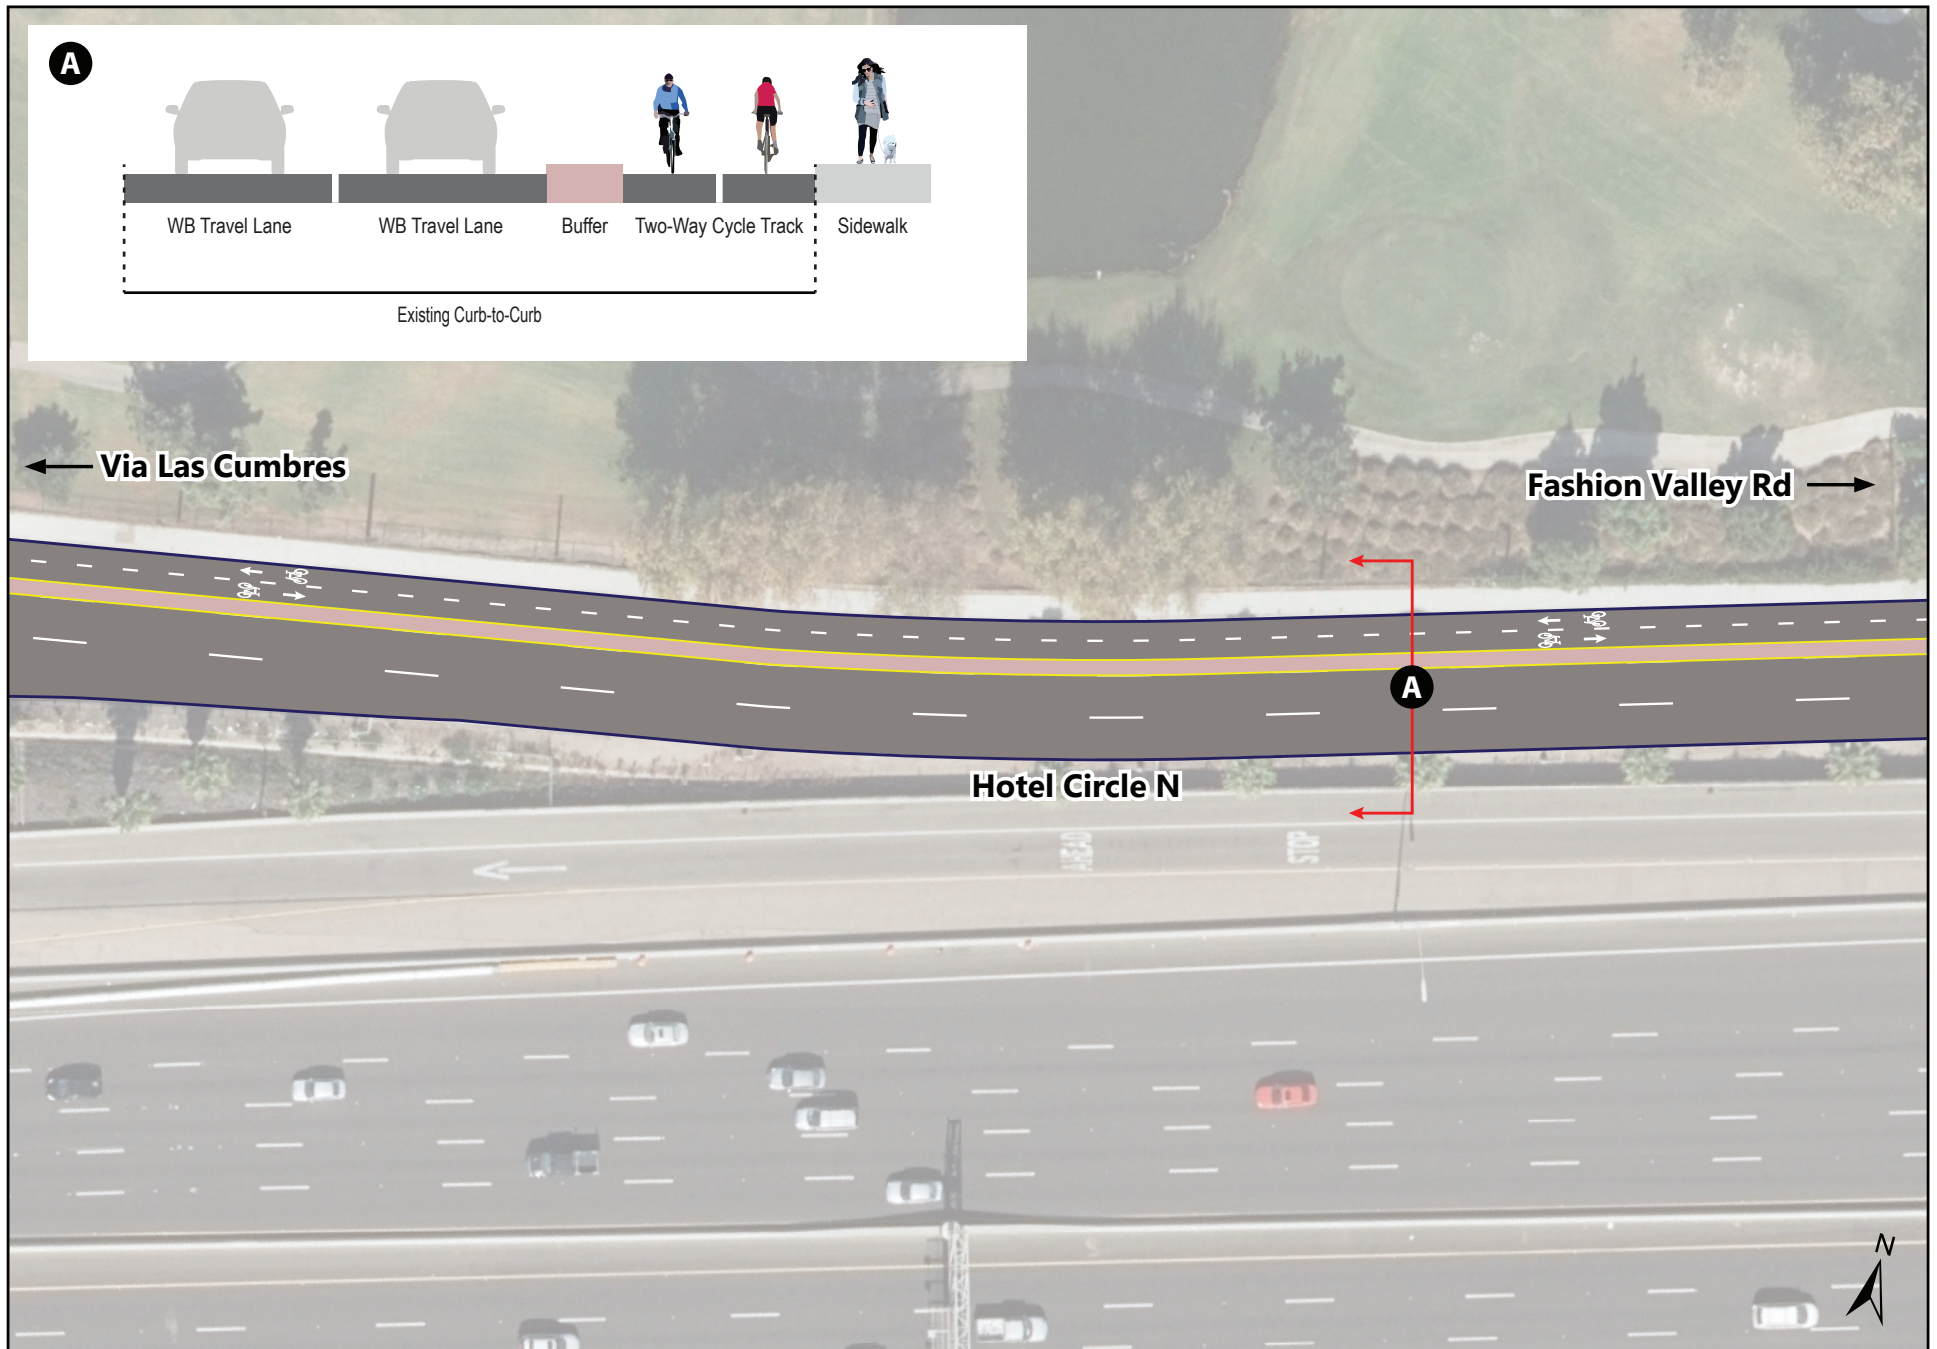 A
WB Travel Lane
WB Travel Lane
Buffer
Two-Way Cycle Track
Sidewalk
Existing Curb-to-Curb
Via Las Cumbres
Fashion Valley Rd
A
Hotel Circle N
AHEAD
STOP
N